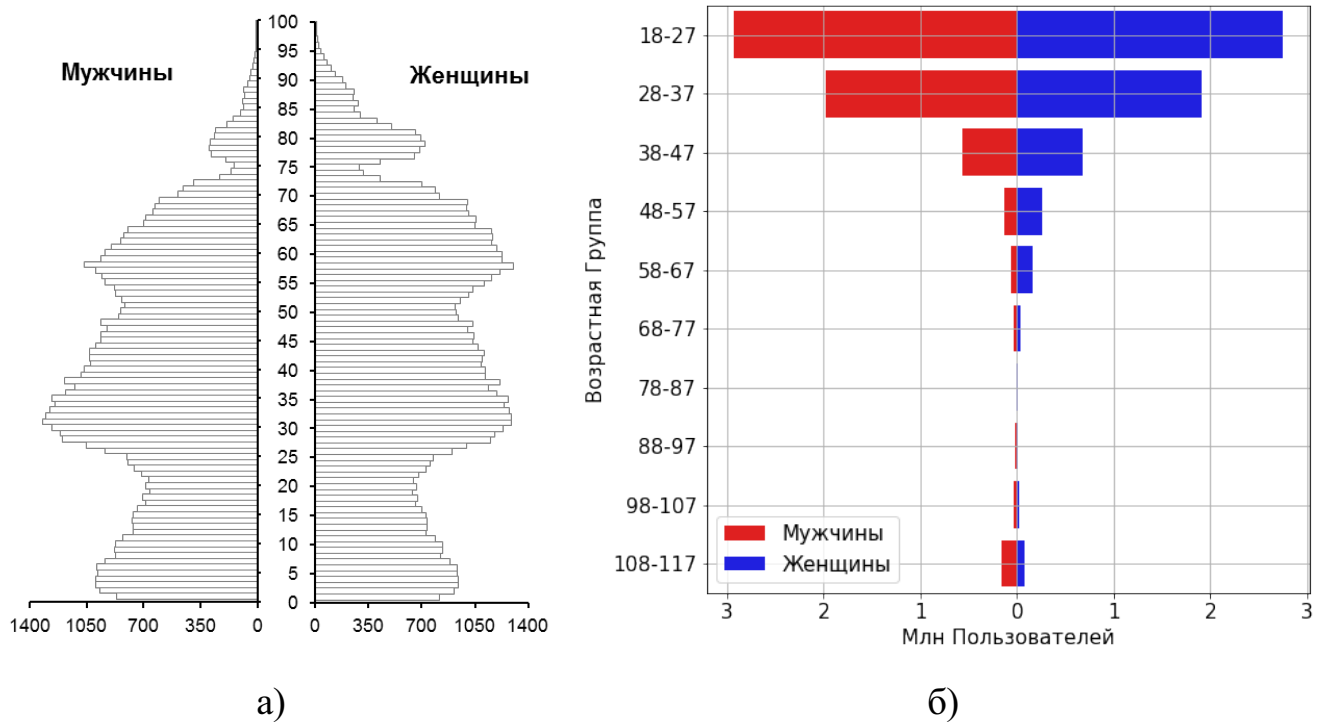 Мужчины
Женщины
100
95
90
85
80
75
70
65
60
55
50
45
40
35
30
25
20
15
10
5
0
1400 1050 700 350 0
0 350 700 1050 1400
а)
Возрастная Группа
18-27
28-37
38-47
48-57
58-67
68-77
78-87
88-97
98-107
108-117
Мужчины
Женщины
3 2 1 0 1 2 3
Млн Пользователей
б)